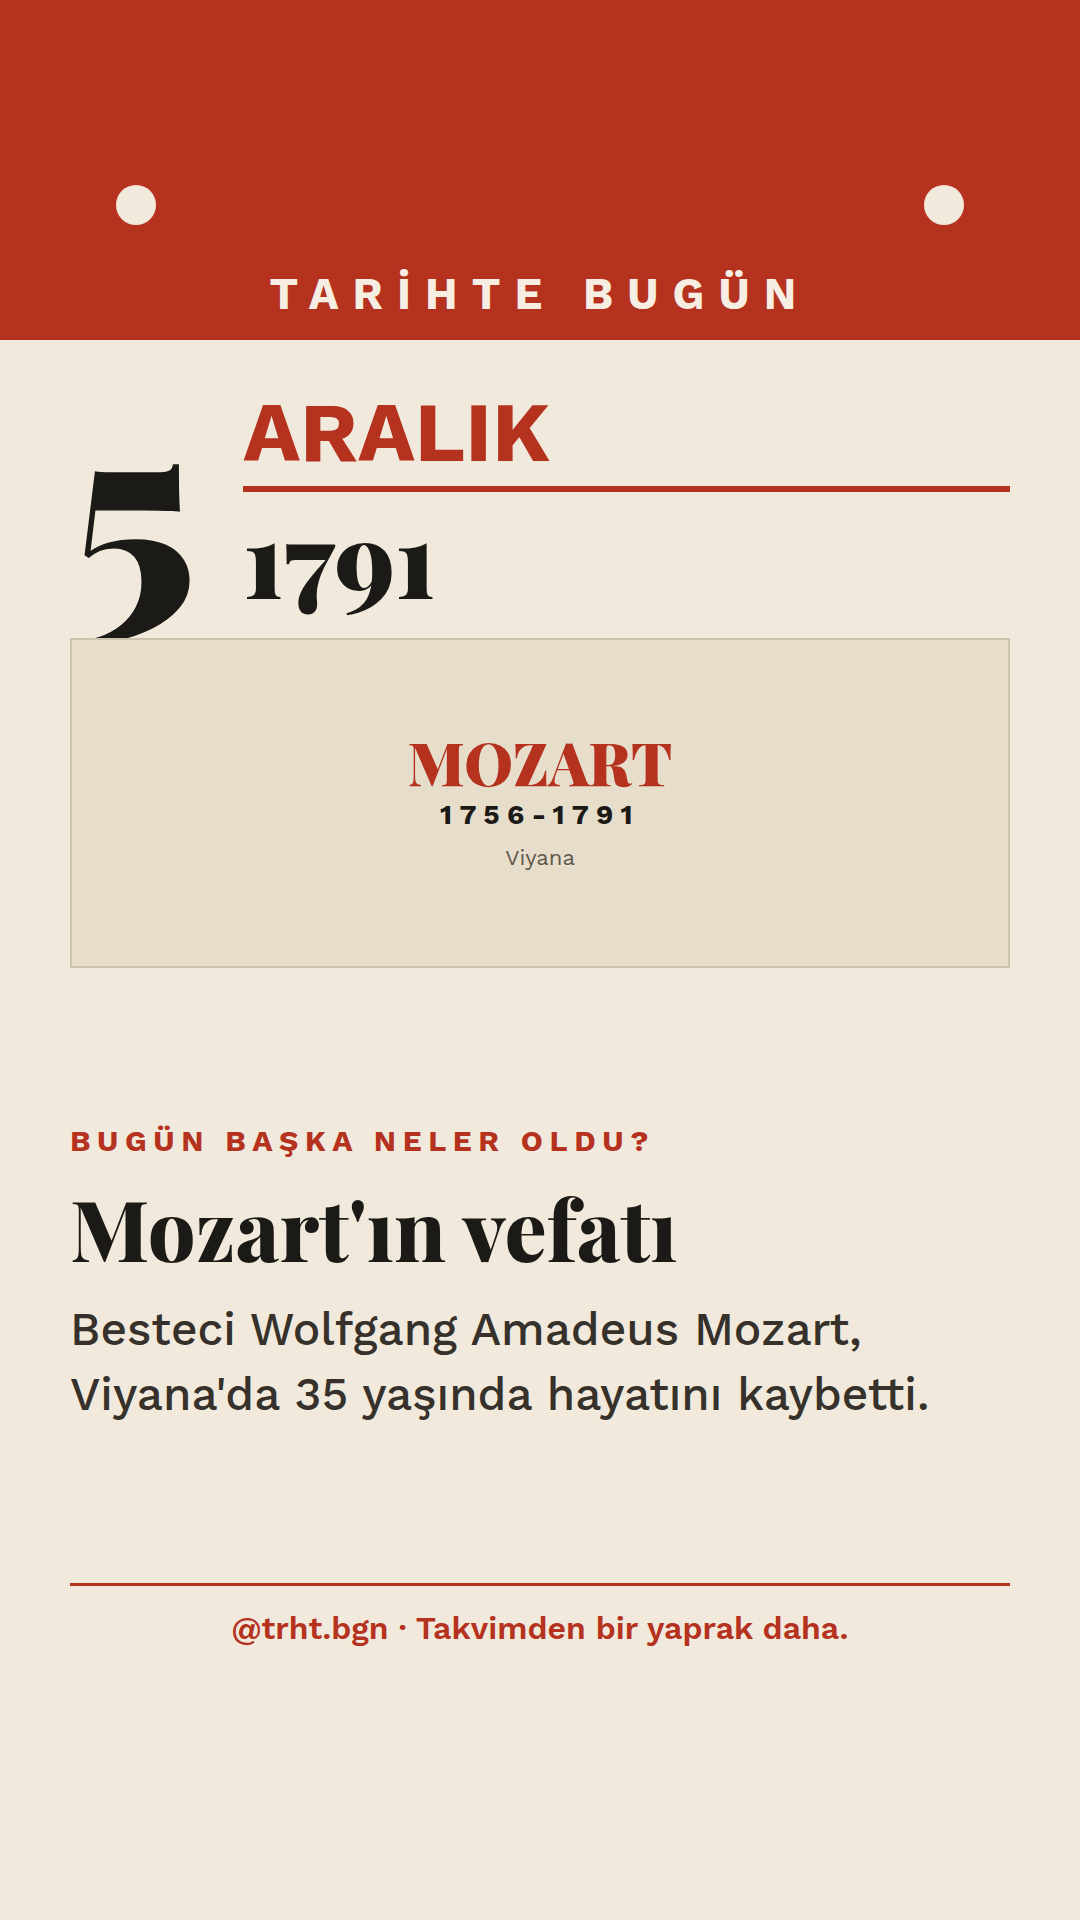 TARİHTE BUGÜN
5
ARALIK
1791
MOZART
1756–1791
Viyana
BUGÜN BAŞKA NELER OLDU?
Mozart'ın vefatı
Besteci Wolfgang Amadeus Mozart,
Viyana'da 35 yaşında hayatını kaybetti.
@trht.bgn · Takvimden bir yaprak daha.